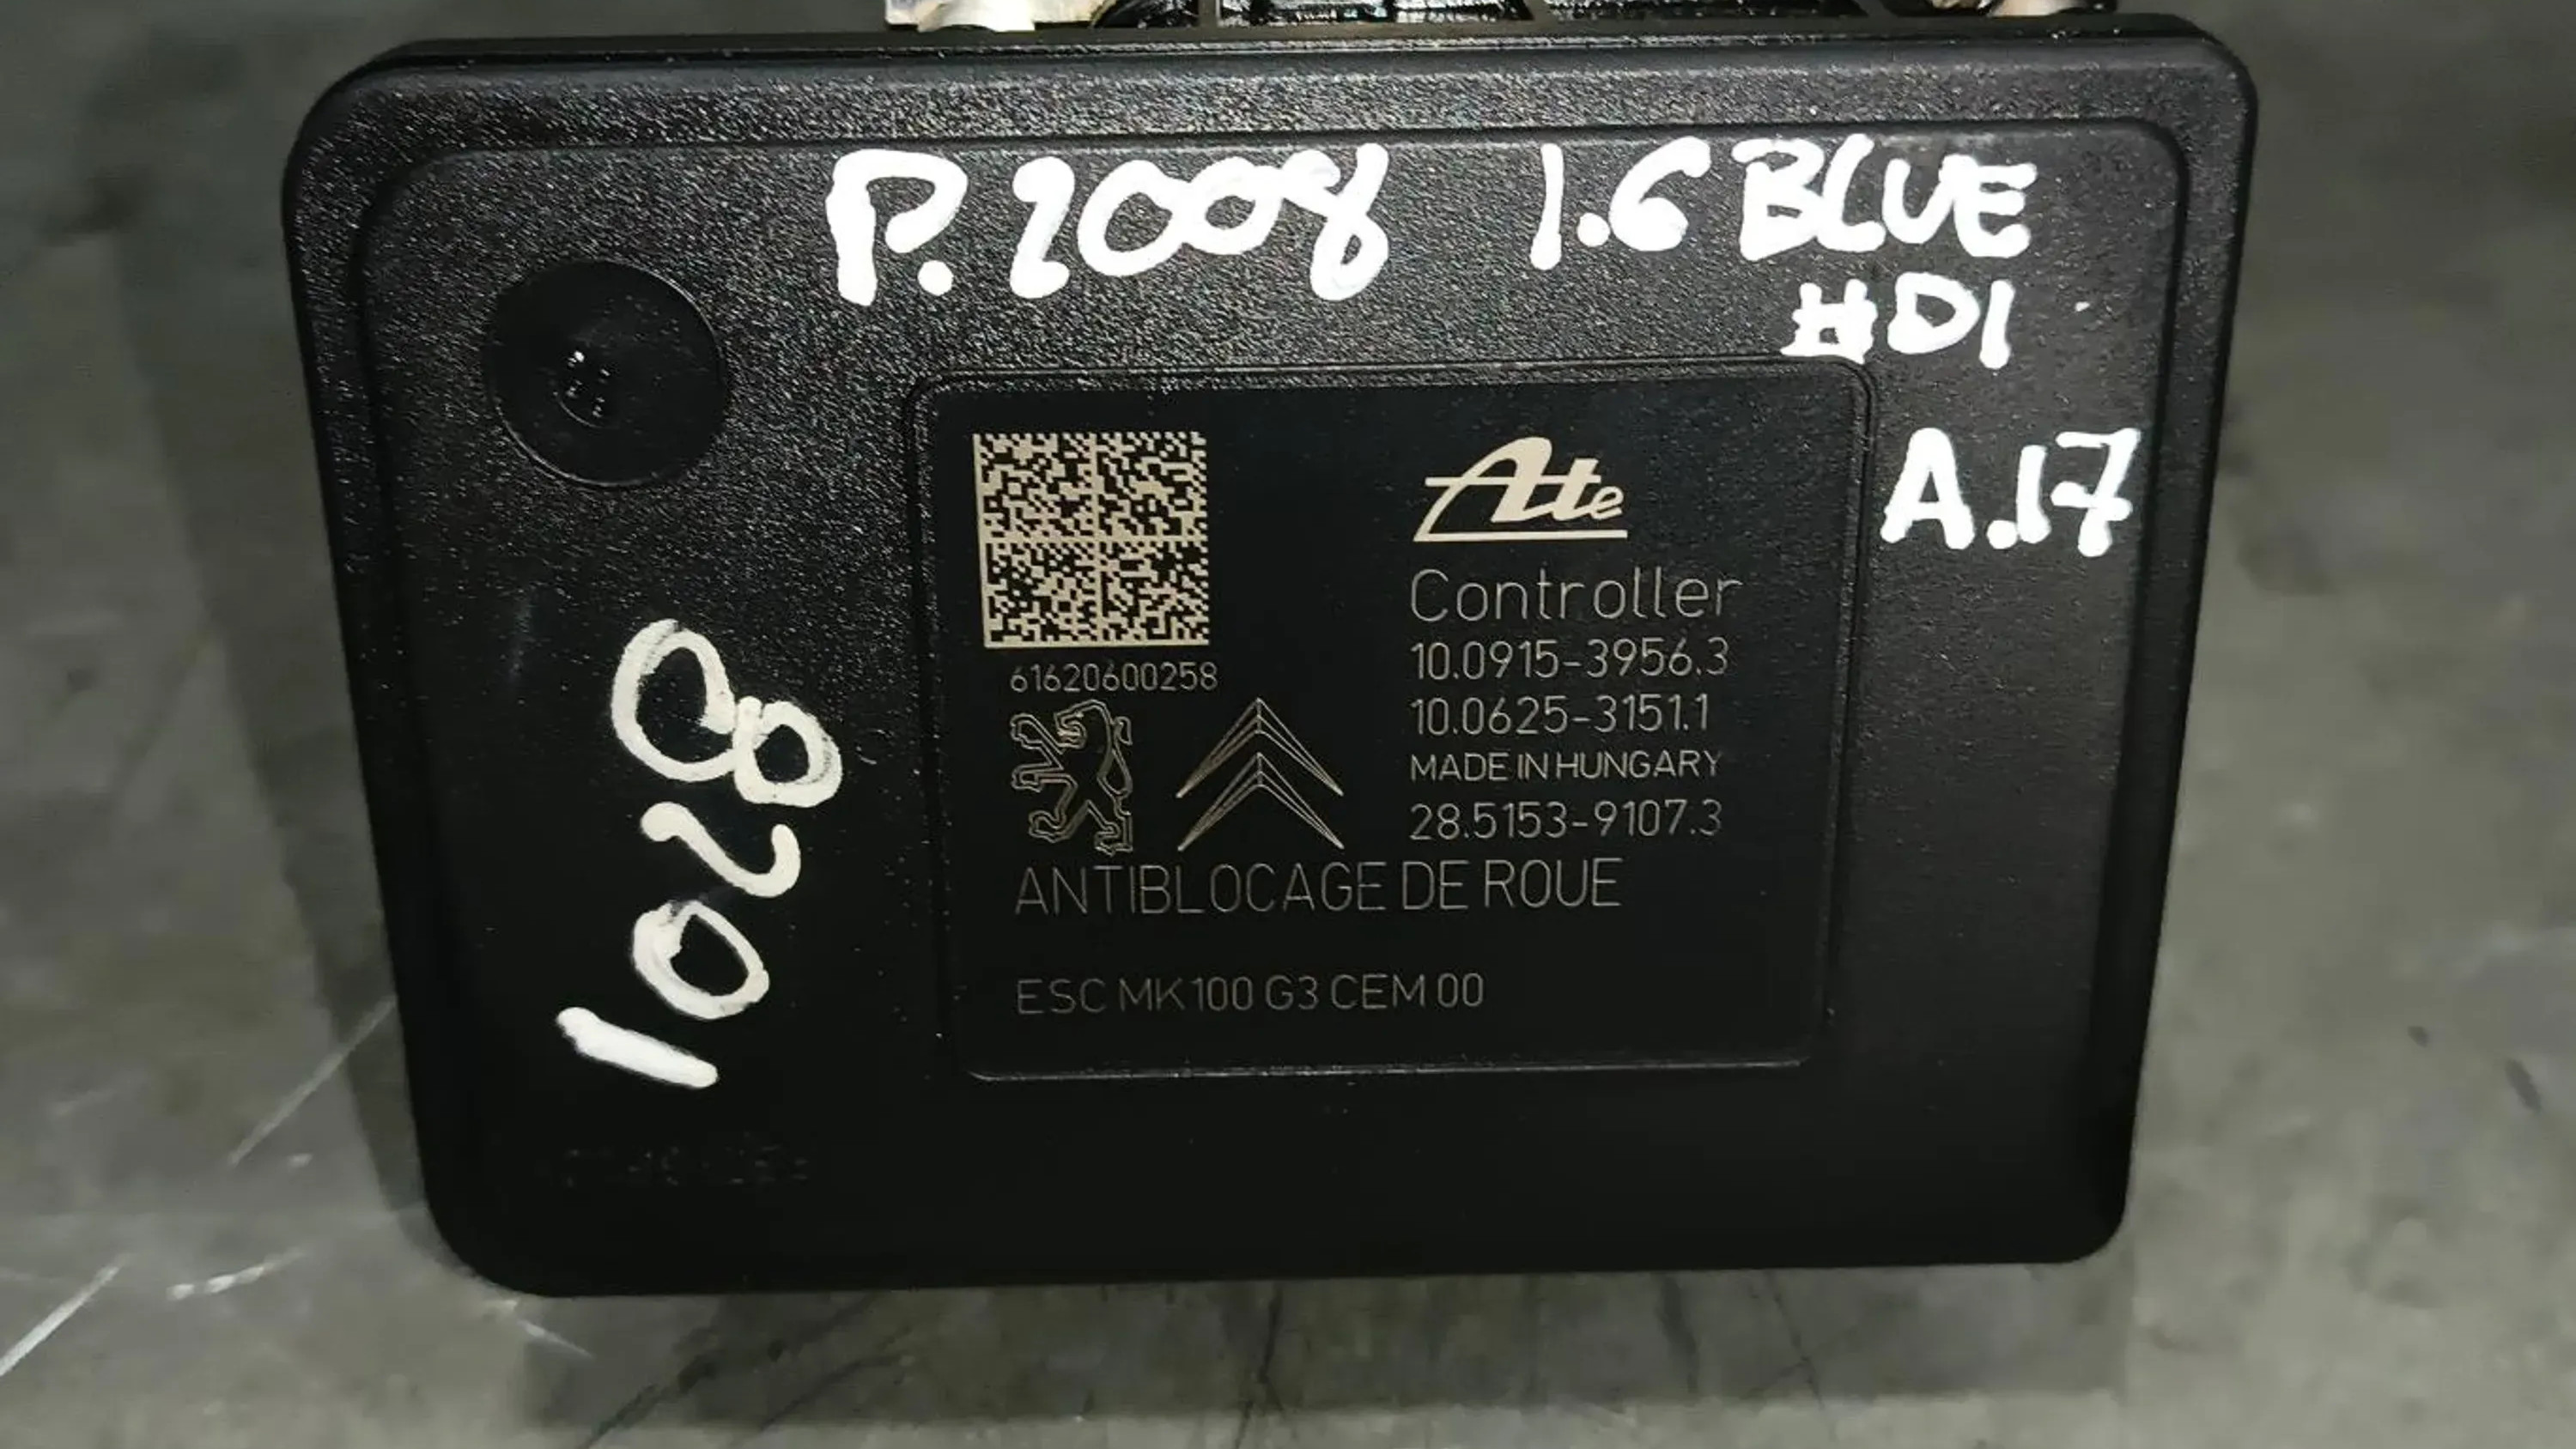 P.2008 1.6 BLUE
HDI
A.17
Ate
Controller
10.0915-3956.3
10.0625-3151.1
MADE IN HUNGARY
28.5153-9107.3
61620600258
ANTIBLOCAGE DE ROUE
ESC MK100 G3 CEM 00
1028